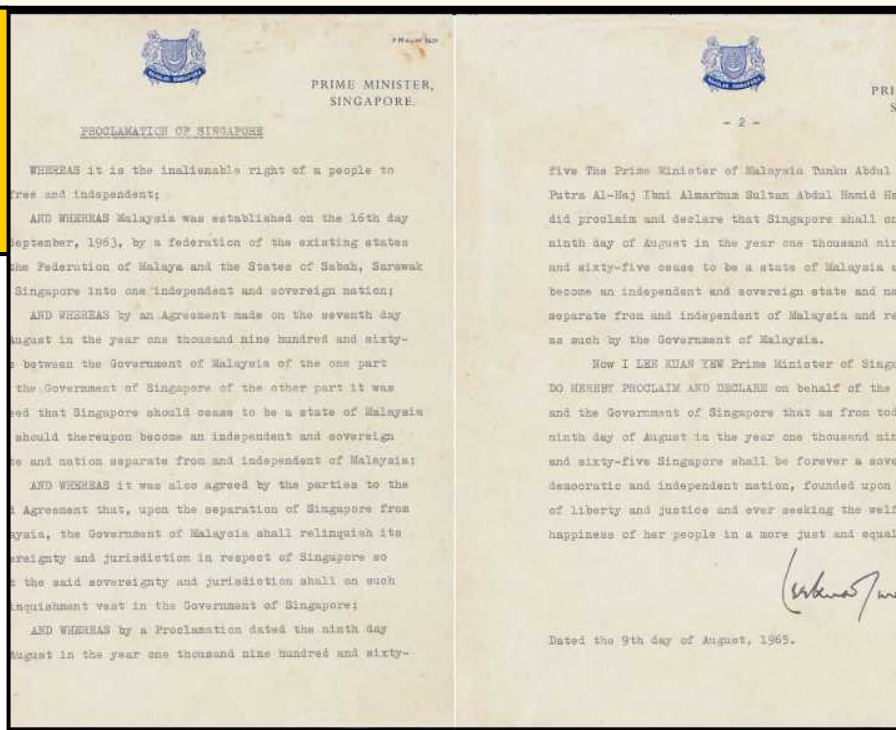 PRIME MINISTER,
SINGAPORE.
PROCLAMATION OF SINGAPORE
WHEREAS it is the inalienable right of a people to
free and independent;
AND WHEREAS Malaysia was established on the 16th day
September, 1963, by a federation of the existing states
the Federation of Malaya and the States of Sabah, Sarawak
Singapore into one independent and sovereign nation;
AND WHEREAS by an Agreement made on the seventh day
August in the year one thousand nine hundred and sixty-
between the Government of Malaysia of the one part
the Government of Singapore of the other part it was
ed that Singapore should cease to be a state of Malaysia
should thereupon become an independent and sovereign
te and nation separate from and independent of Malaysia;
AND WHEREAS it was also agreed by the parties to the
Agreement that, upon the separation of Singapore from
aysia, the Government of Malaysia shall relinquish its
ereignty and jurisdiction in respect of Singapore so
the said sovereignty and jurisdiction shall on such
inquishment vest in the Government of Singapore;
AND WHEREAS by a Proclamation dated the ninth day
August in the year one thousand nine hundred and sixty-
PRI
S
- 2 -
five The Prime Minister of Malaysia Tunku Abdul
Putra Al-Haj Ibni Almarhum Sultan Abdul Hamid Ha
did proclaim and declare that Singapore shall on
ninth day of August in the year one thousand nin
and sixty-five cease to be a state of Malaysia
become an independent and sovereign state and na
separate from and independent of Malaysia and re
as such by the Government of Malaysia.
Now I LEE KUAN YEW Prime Minister of Singa
DO HEREBY PROCLAIM AND DECLARE on behalf of the
and the Government of Singapore that as from tod
ninth day of August in the year one thousand nin
and sixty-five Singapore shall be forever a sove
democratic and independent nation, founded upon
of liberty and justice and ever seeking the welf
happiness of her people in a more just and equal
Dated the 9th day of August, 1965.